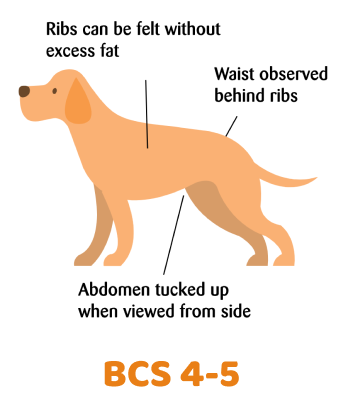 Ribs can be felt without
excess fat
Waist observed
behind ribs
Abdomen tucked up
when viewed from side
BCS 4-5